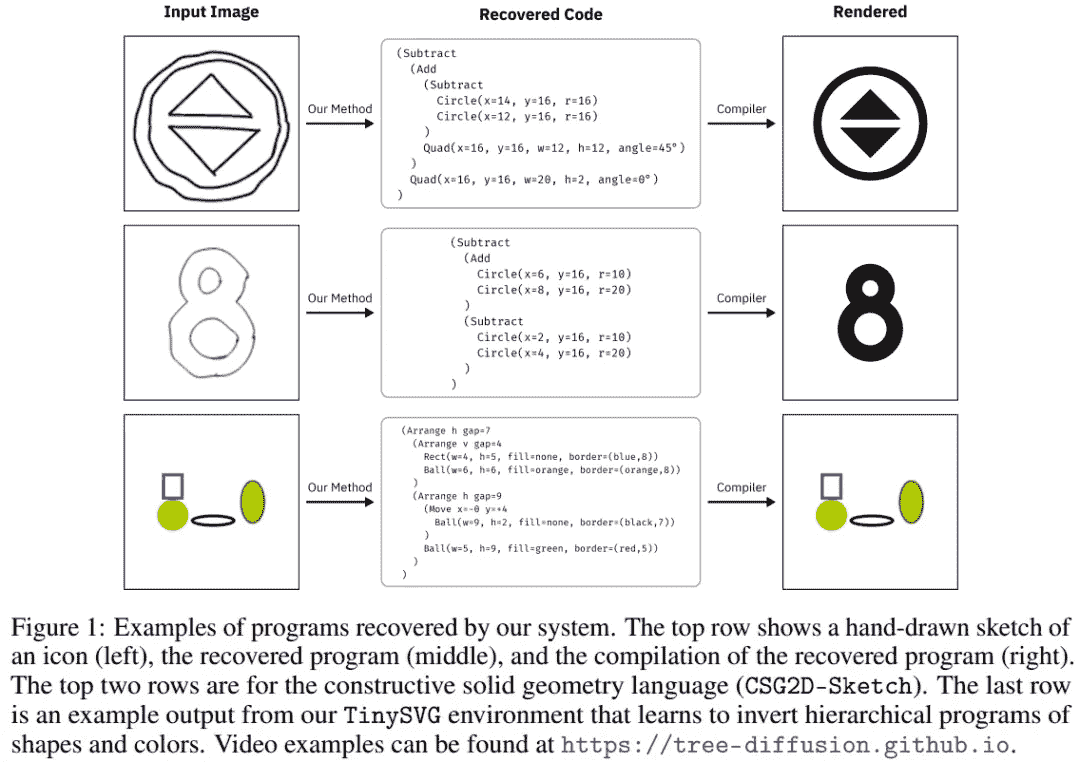 Input Image
Recovered Code
Rendered
Our Method
(Subtract
(Add
(Subtract
Circle(x=14, y=16, r=16)
Circle(x=12, y=16, r=16)
)
Quad(x=16, y=16, w=12, h=12, angle=45°)
)
Quad(x=16, y=16, w=20, h=2, angle=0°)
)
Compiler
Our Method
(Subtract
(Add
Circle(x=6, y=16, r=10)
Circle(x=8, y=16, r=20)
)
(Subtract
Circle(x=2, y=16, r=10)
Circle(x=4, y=16, r=20)
)
)
Compiler
Our Method
(Arrange h gap=7
(Arrange v gap=4
Rect(w=4, h=5, fill=none, border=(blue,8))
Ball(w=6, h=6, fill=orange, border=(orange,8))
)
(Arrange h gap=9
(Move x=-0 y=+4
Ball(w=9, h=2, fill=none, border=(black,7))
)
Ball(w=5, h=9, fill=green, border=(red,5))
)
)
Compiler
Figure 1: Examples of programs recovered by our system. The top row shows a hand-drawn sketch of
an icon (left), the recovered program (middle), and the compilation of the recovered program (right).
The top two rows are for the constructive solid geometry language (CSG2D-Sketch). The last row
is an example output from our TinySVG environment that learns to invert hierarchical programs of
shapes and colors. Video examples can be found at https://tree-diffusion.github.io.